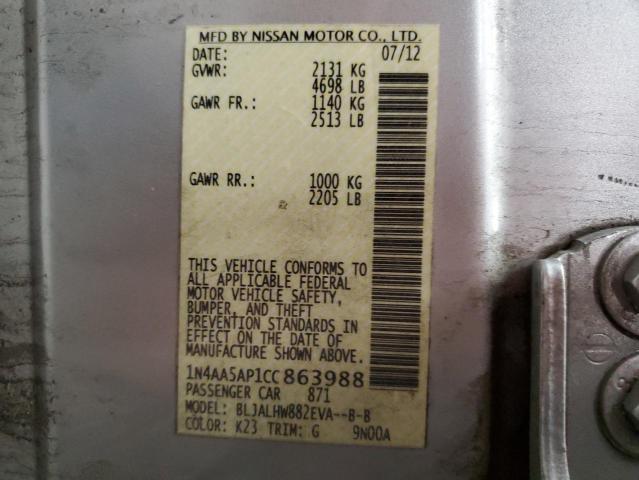 MFD BY NISSAN MOTOR CO., LTD.
DATE: 07/12
GVWR: 2131 KG
4698 LB
GAWR FR.: 1140 KG
2513 LB
GAWR RR.: 1000 KG
2205 LB
THIS VEHICLE CONFORMS TO
ALL APPLICABLE FEDERAL
MOTOR VEHICLE SAFETY,
BUMPER, AND THEFT
PREVENTION STANDARDS IN
EFFECT ON THE DATE OF
MANUFACTURE SHOWN ABOVE.
1N4AA5AP1CC863988
PASSENGER CAR 871
MODEL: BLJALHW882EVA--B-B
COLOR: K23 TRIM: G 9N00A